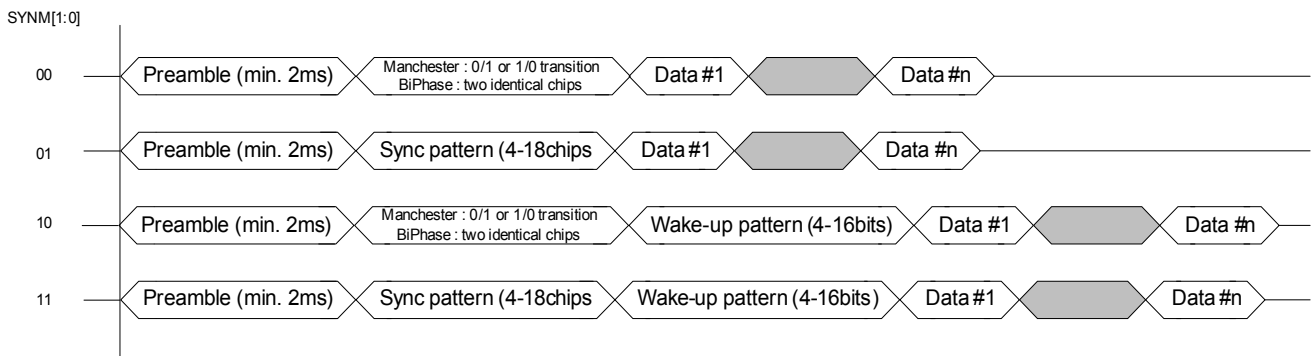 SYNM[1:0]
00
Preamble (min. 2ms)
Manchester : 0/1 or 1/0 transition
BiPhase : two identical chips
Data #1
Data #n
01
Preamble (min. 2ms)
Sync pattern (4-18chips
Data #1
Data #n
10
Preamble (min. 2ms)
Manchester : 0/1 or 1/0 transition
BiPhase : two identical chips
Wake-up pattern (4-16bits)
Data #1
Data #n
11
Preamble (min. 2ms)
Sync pattern (4-18chips
Wake-up pattern (4-16bits)
Data #1
Data #n